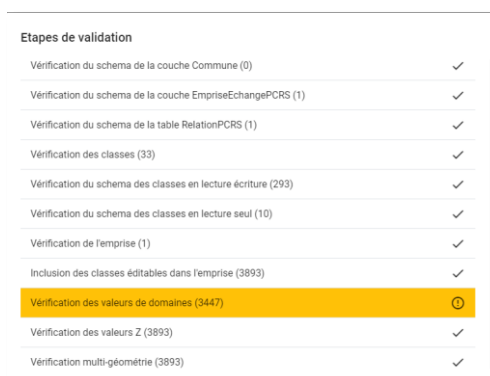 Etapes de validation
Vérification du schema de la couche Commune (0)
Vérification du schema de la couche EmpriseEchangePCRS (1)
Vérification du schema de la table RelationPCRS (1)
Vérification des classes (33)
Vérification du schema des classes en lecture écriture (293)
Vérification du schema des classes en lecture seul (10)
Vérification de l'emprise (1)
Inclusion des classes éditables dans l'emprise (3893)
Vérification des valeurs de domaines (3447)
Vérification des valeurs Z (3893)
Vérification multi-géométrie (3893)